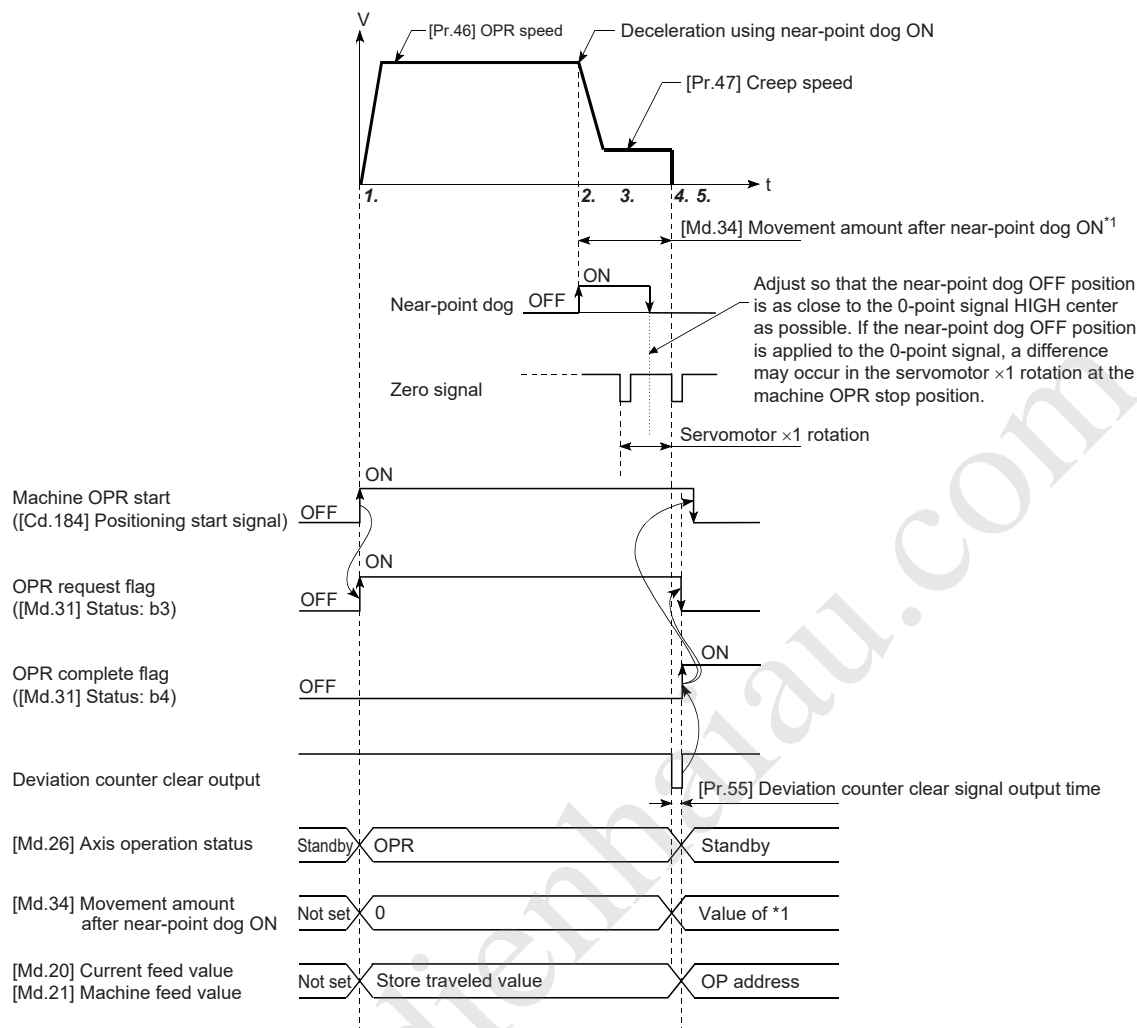 V
[Pr.46] OPR speed
Deceleration using near-point dog ON
[Pr.47] Creep speed
t
1.
2.
3.
4.
5.
[Md.34] Movement amount after near-point dog ON*1
ON
Near-point dog
OFF
Adjust so that the near-point dog OFF position
is as close to the 0-point signal HIGH center
as possible. If the near-point dog OFF position
is applied to the 0-point signal, a difference
may occur in the servomotor ×1 rotation at the
machine OPR stop position.
Zero signal
Servomotor ×1 rotation
ON
Machine OPR start
([Cd.184] Positioning start signal)
OFF
ON
OPR request flag
([Md.31] Status: b3)
OFF
ON
OPR complete flag
([Md.31] Status: b4)
OFF
Deviation counter clear output
[Pr.55] Deviation counter clear signal output time
[Md.26] Axis operation status
Standby
OPR
Standby
[Md.34] Movement amount
after near-point dog ON
Not set
0
Value of *1
[Md.20] Current feed value
[Md.21] Machine feed value
Not set
Store traveled value
OP address
dienhaiau.com